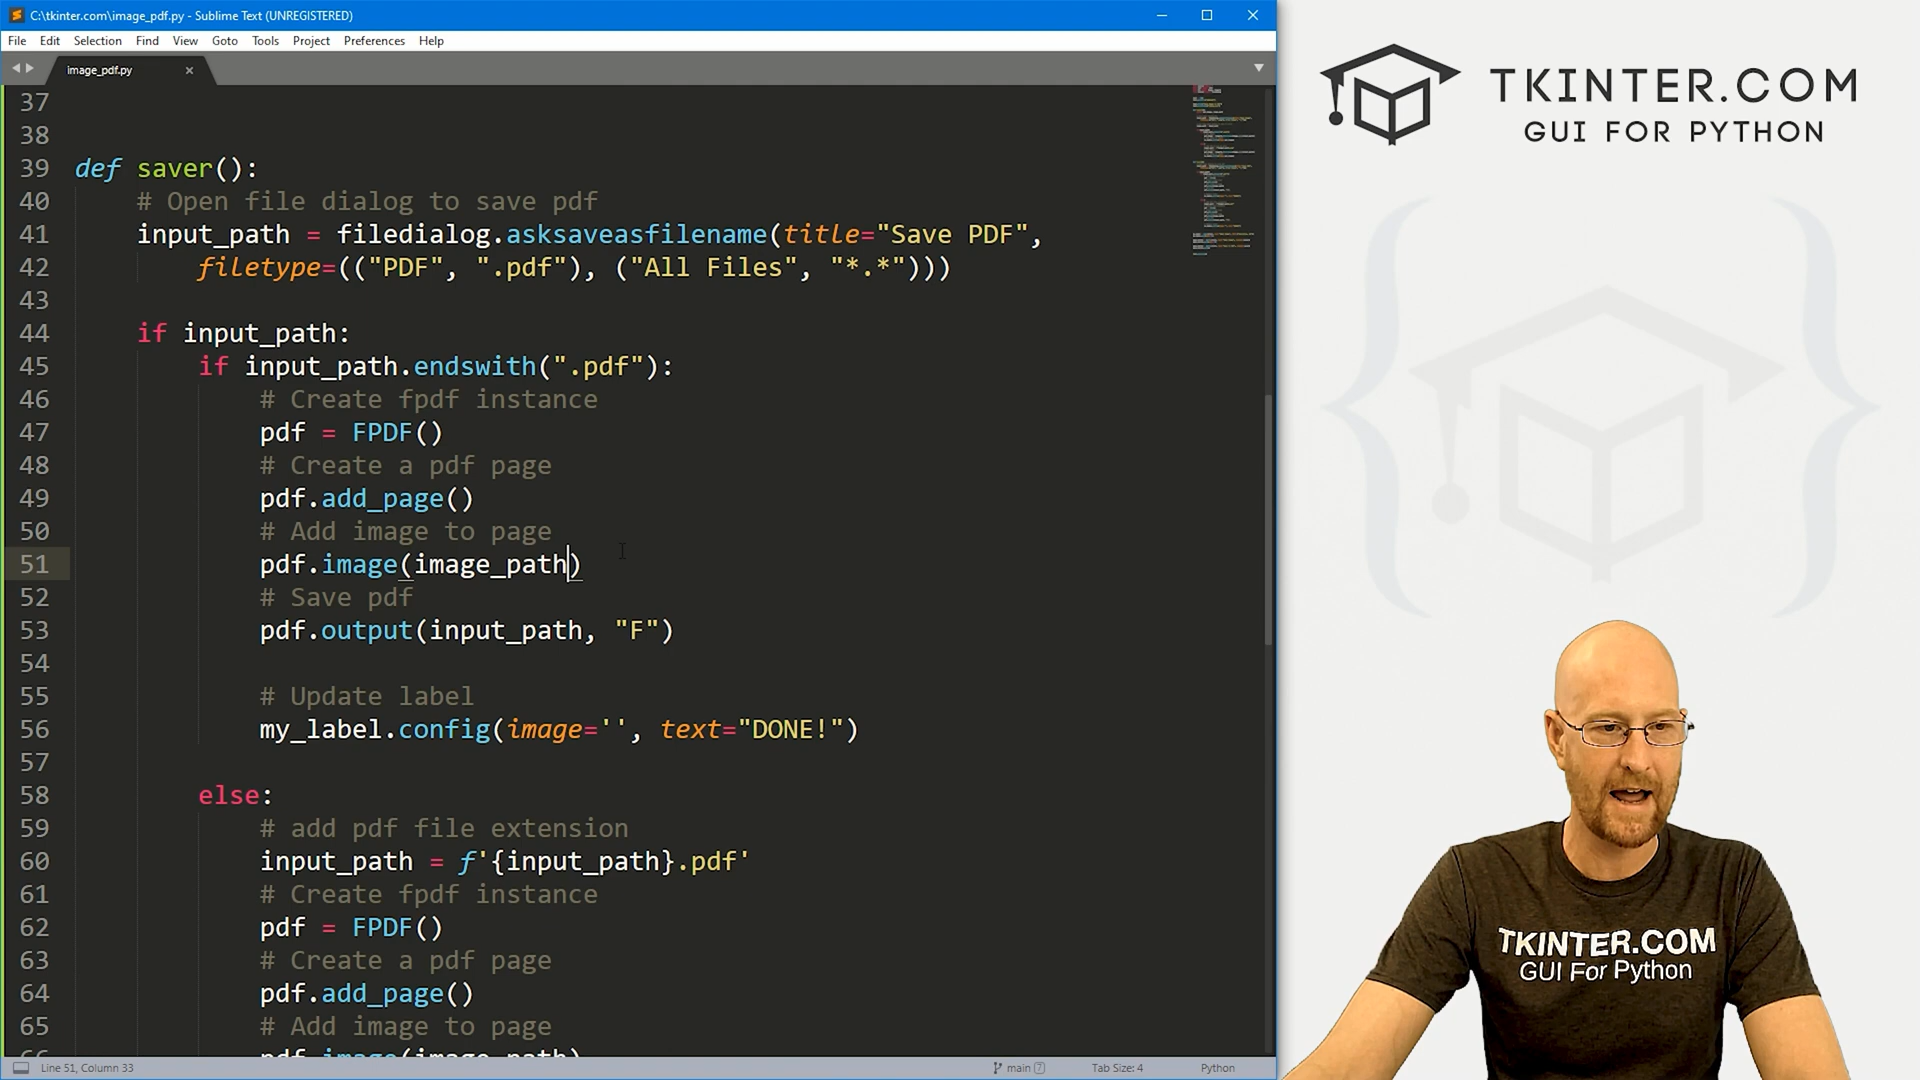 C:\tkinter.com\image_pdf.py - Sublime Text (UNREGISTERED)
File Edit Selection Find View Goto Tools Project Preferences Help
image_pdf.py
37
38
39 def saver():
40 # Open file dialog to save pdf
41 input_path = filedialog.asksaveasfilename(title="Save PDF",
42 filetype=(("PDF", ".pdf"), ("All Files", "*.*")))
43
44 if input_path:
45 if input_path.endswith(".pdf"):
46 # Create fpdf instance
47 pdf = FPDF()
48 # Create a pdf page
49 pdf.add_page()
50 # Add image to page
51 pdf.image(image_path)
52 # Save pdf
53 pdf.output(input_path, "F")
54
55 # Update label
56 my_label.config(image='', text="DONE!")
57
58 else:
59 # add pdf file extension
60 input_path = f'{input_path}.pdf'
61 # Create fpdf instance
62 pdf = FPDF()
63 # Create a pdf page
64 pdf.add_page()
65 # Add image to page
66 pdf.image(image_path)
Line 51, Column 33 main 7 Tab Size: 4 Python
TKINTER.COM
GUI FOR PYTHON
TKINTER.COM
GUI For Python